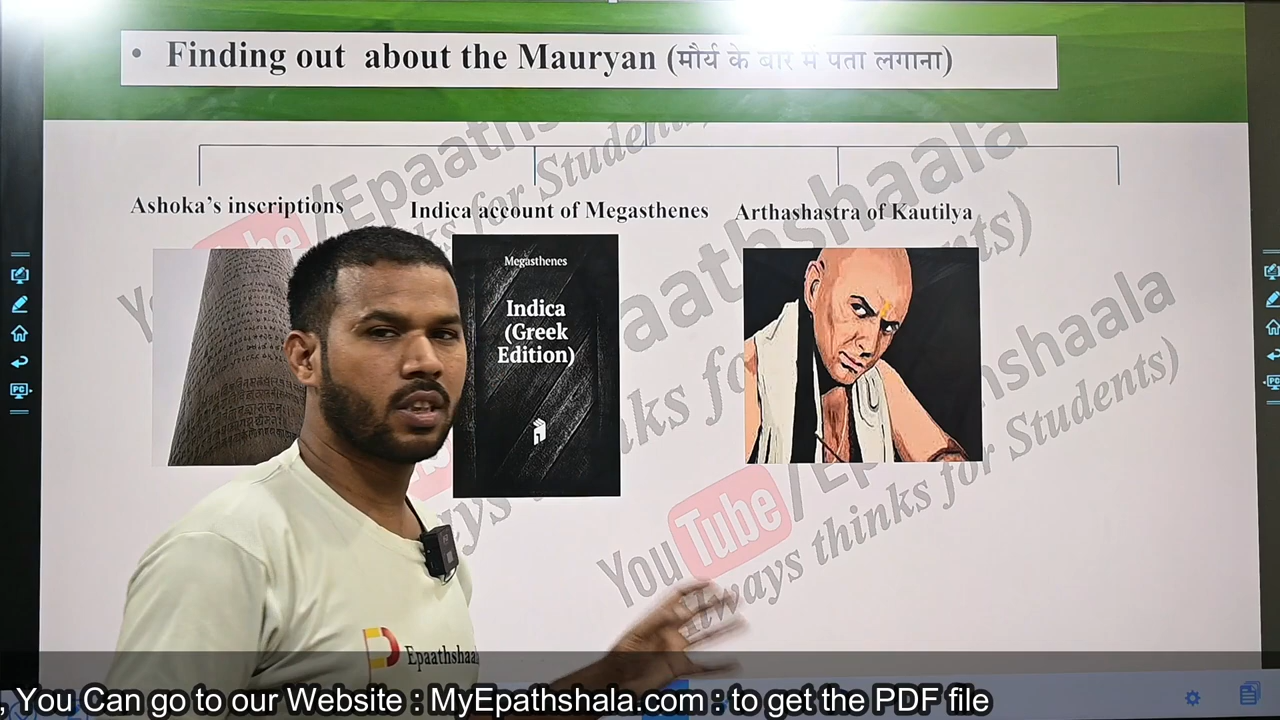 • Finding out about the Mauryan (मौर्य के बारे में पता लगाना)
Ashoka's inscriptions
Indica account of Megasthenes
Arthashastra of Kautilya
Megasthenes
Indica
(Greek
Edition)
YouTube/Epaathshaala
Always thinks for Students)
Epaathshaala
PC
, You Can go to our Website : MyEpathshala.com : to get the PDF file